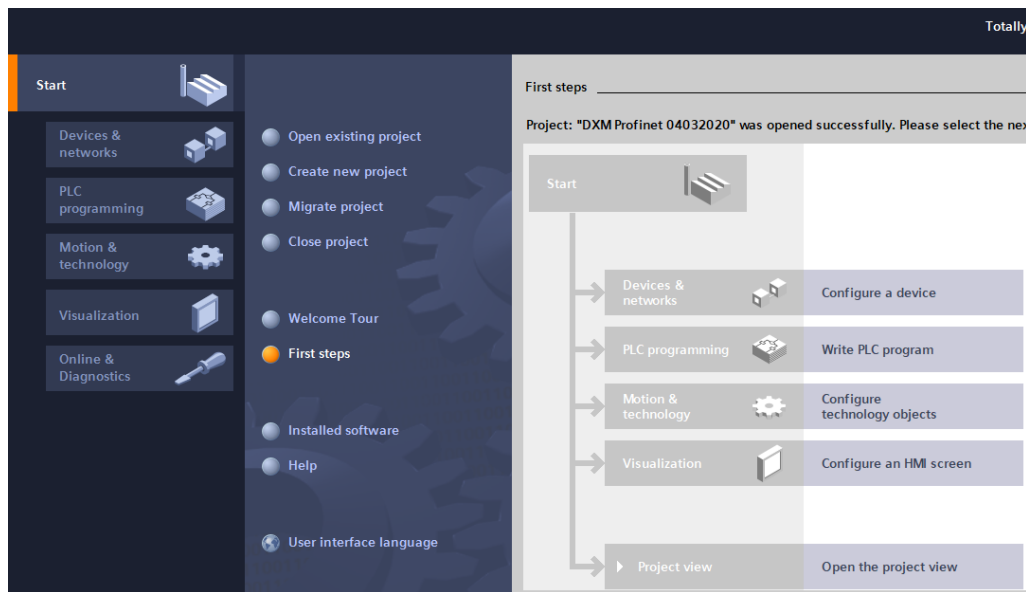 Totally
Start
Devices &
networks
PLC
programming
Motion &
technology
Visualization
Online &
Diagnostics
Open existing project
Create new project
Migrate project
Close project
Welcome Tour
First steps
Installed software
Help
User interface language
First steps
Project: "DXM Profinet 04032020" was opened successfully. Please select the nex
Start
Devices &
networks
Configure a device
PLC programming
Write PLC program
Motion &
technology
Configure
technology objects
Visualization
Configure an HMI screen
Project view
Open the project view